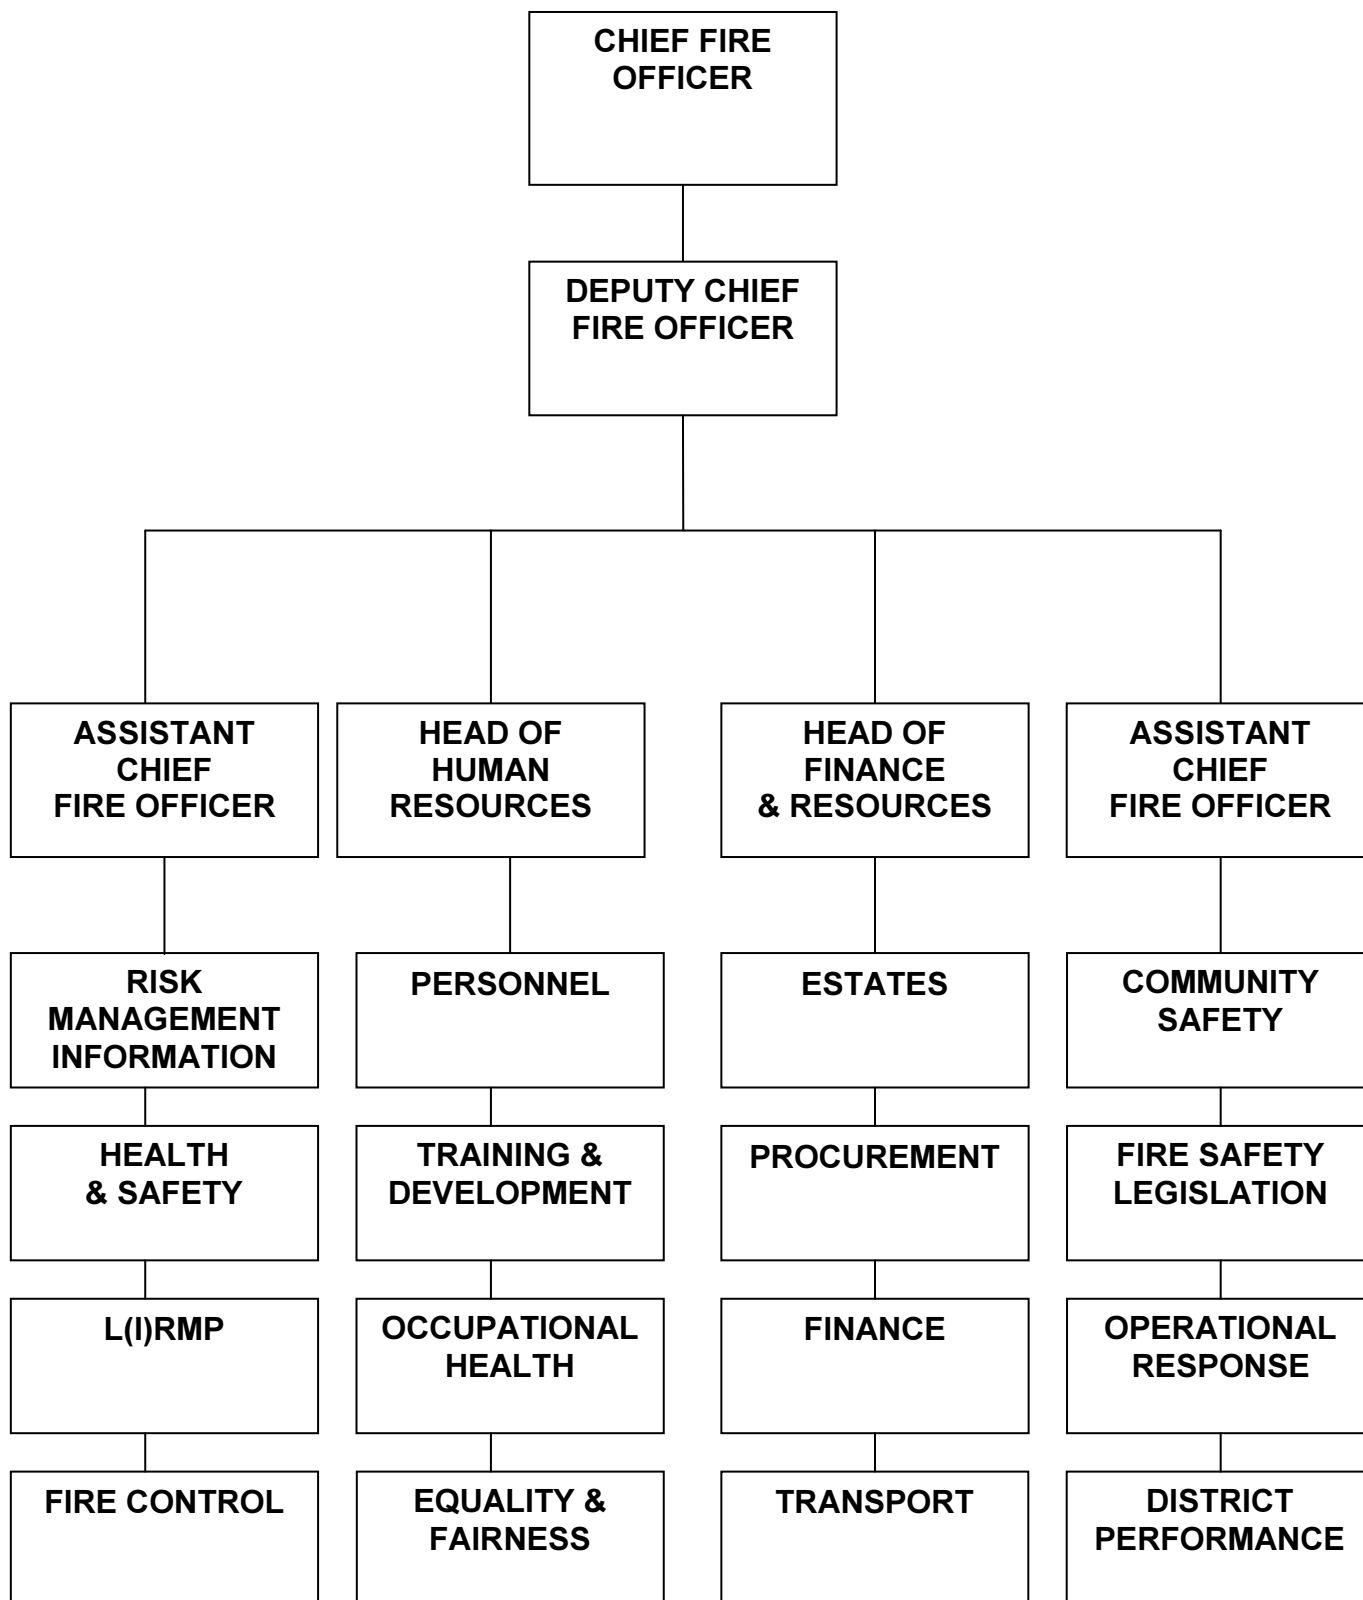 CHIEF FIRE
OFFICER
DEPUTY CHIEF
FIRE OFFICER
ASSISTANT
CHIEF
FIRE OFFICER
HEAD OF
HUMAN
RESOURCES
HEAD OF
FINANCE
& RESOURCES
ASSISTANT
CHIEF
FIRE OFFICER
RISK
MANAGEMENT
INFORMATION
PERSONNEL
ESTATES
COMMUNITY
SAFETY
HEALTH
& SAFETY
TRAINING &
DEVELOPMENT
PROCUREMENT
FIRE SAFETY
LEGISLATION
L(I)RMP
OCCUPATIONAL
HEALTH
FINANCE
OPERATIONAL
RESPONSE
FIRE CONTROL
EQUALITY &
FAIRNESS
TRANSPORT
DISTRICT
PERFORMANCE